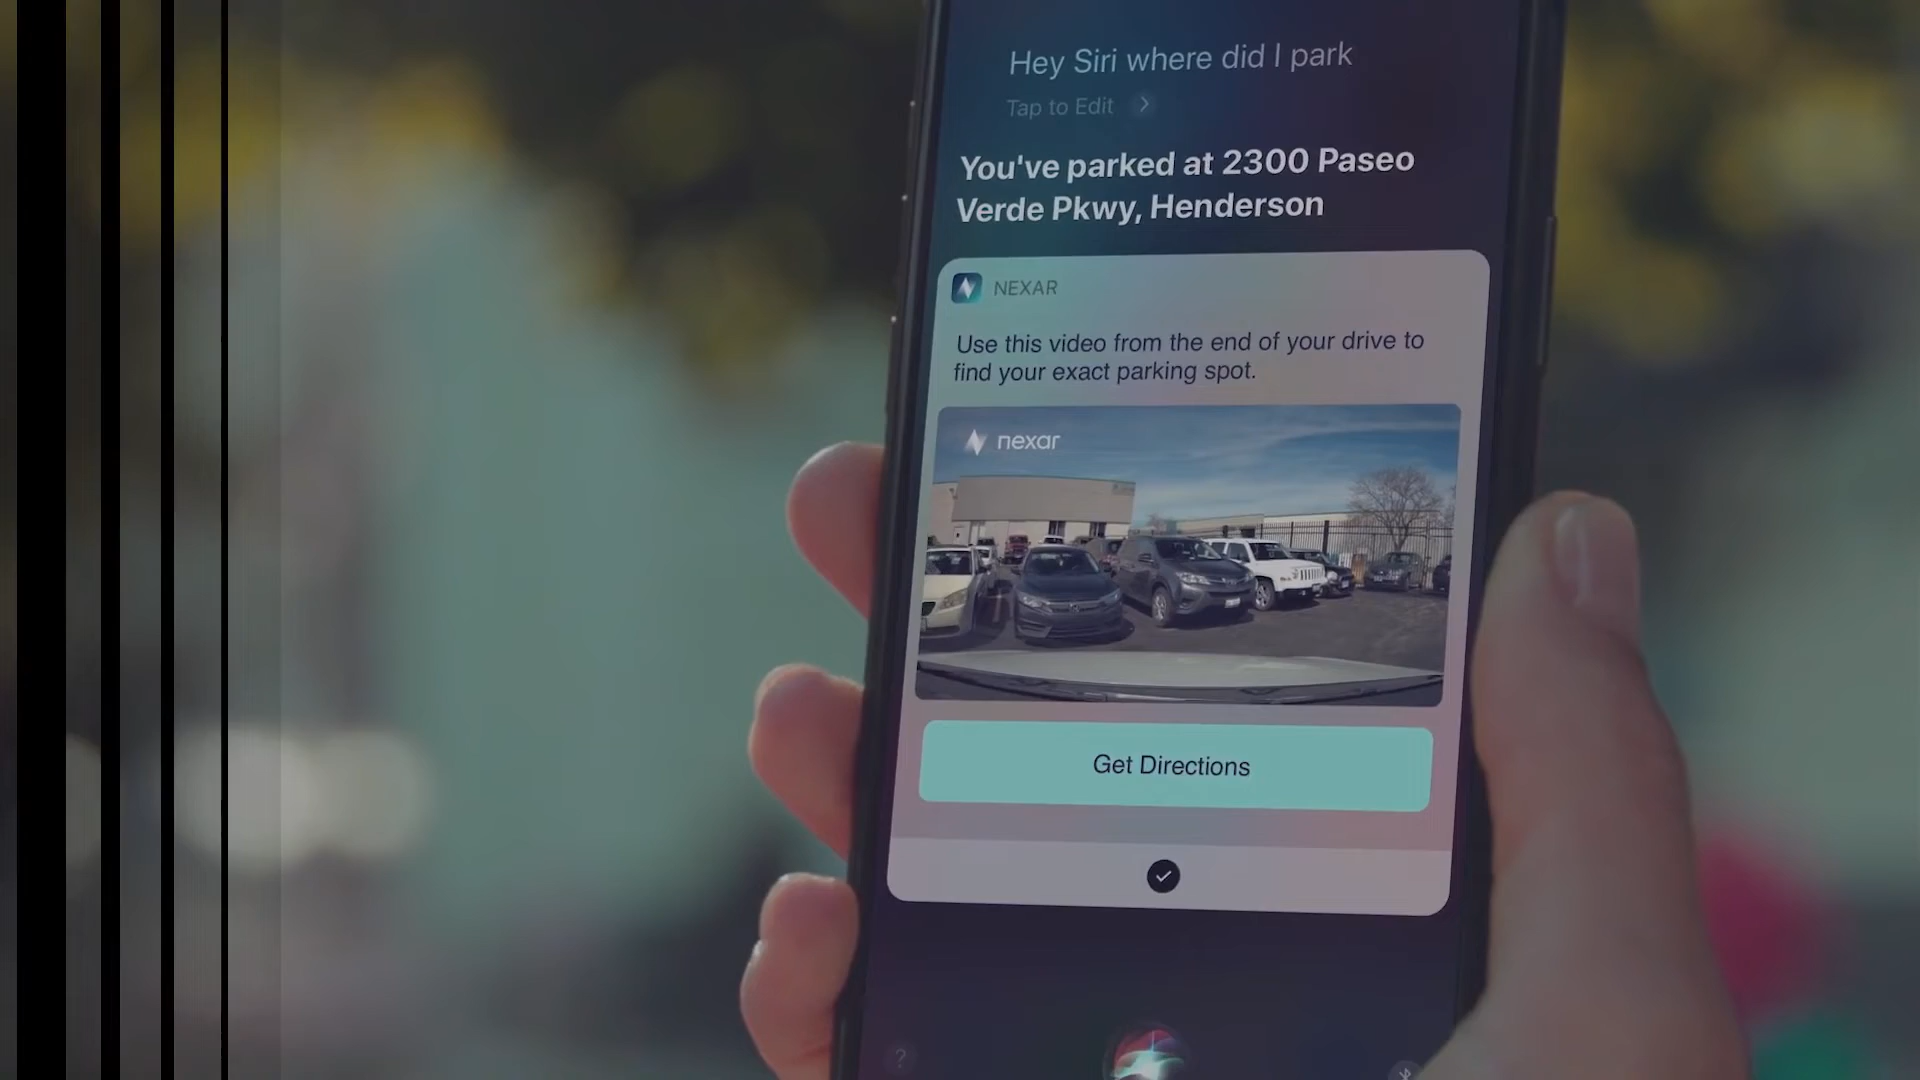 Hey Siri where did I park
Tap to Edit
You've parked at 2300 Paseo
Verde Pkwy, Henderson
NEXAR
Use this video from the end of your drive to
find your exact parking spot.
nexar
Get Directions
?